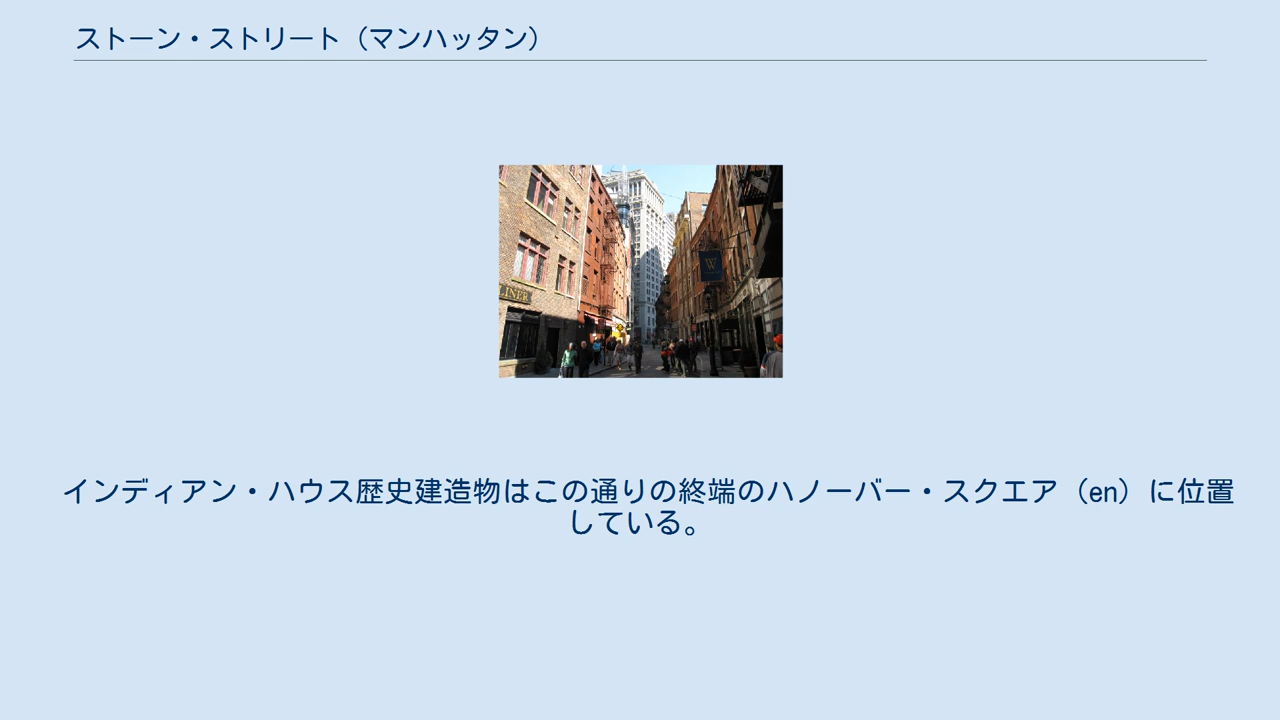 ストーン・ストリート（マンハッタン）
LINER
W
インディアン・ハウス歴史建造物はこの通りの終端のハノーバー・スクエア（en）に位置
している。